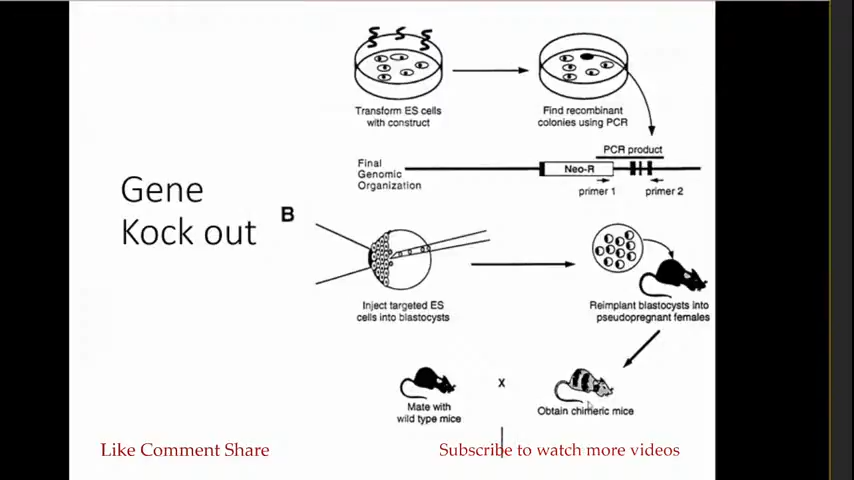 Transform ES cells
with construct
Find recombinant
colonies using PCR
PCR product
Final
Genomic
Organization
Neo-R
primer 1
primer 2
Gene
Kock out
B
Inject targeted ES
cells into blastocysts
Reimplant blastocysts into
pseudopregnant females
x
Mate with
wild type mice
Obtain chimeric mice
Like Comment Share
Subscribe to watch more videos